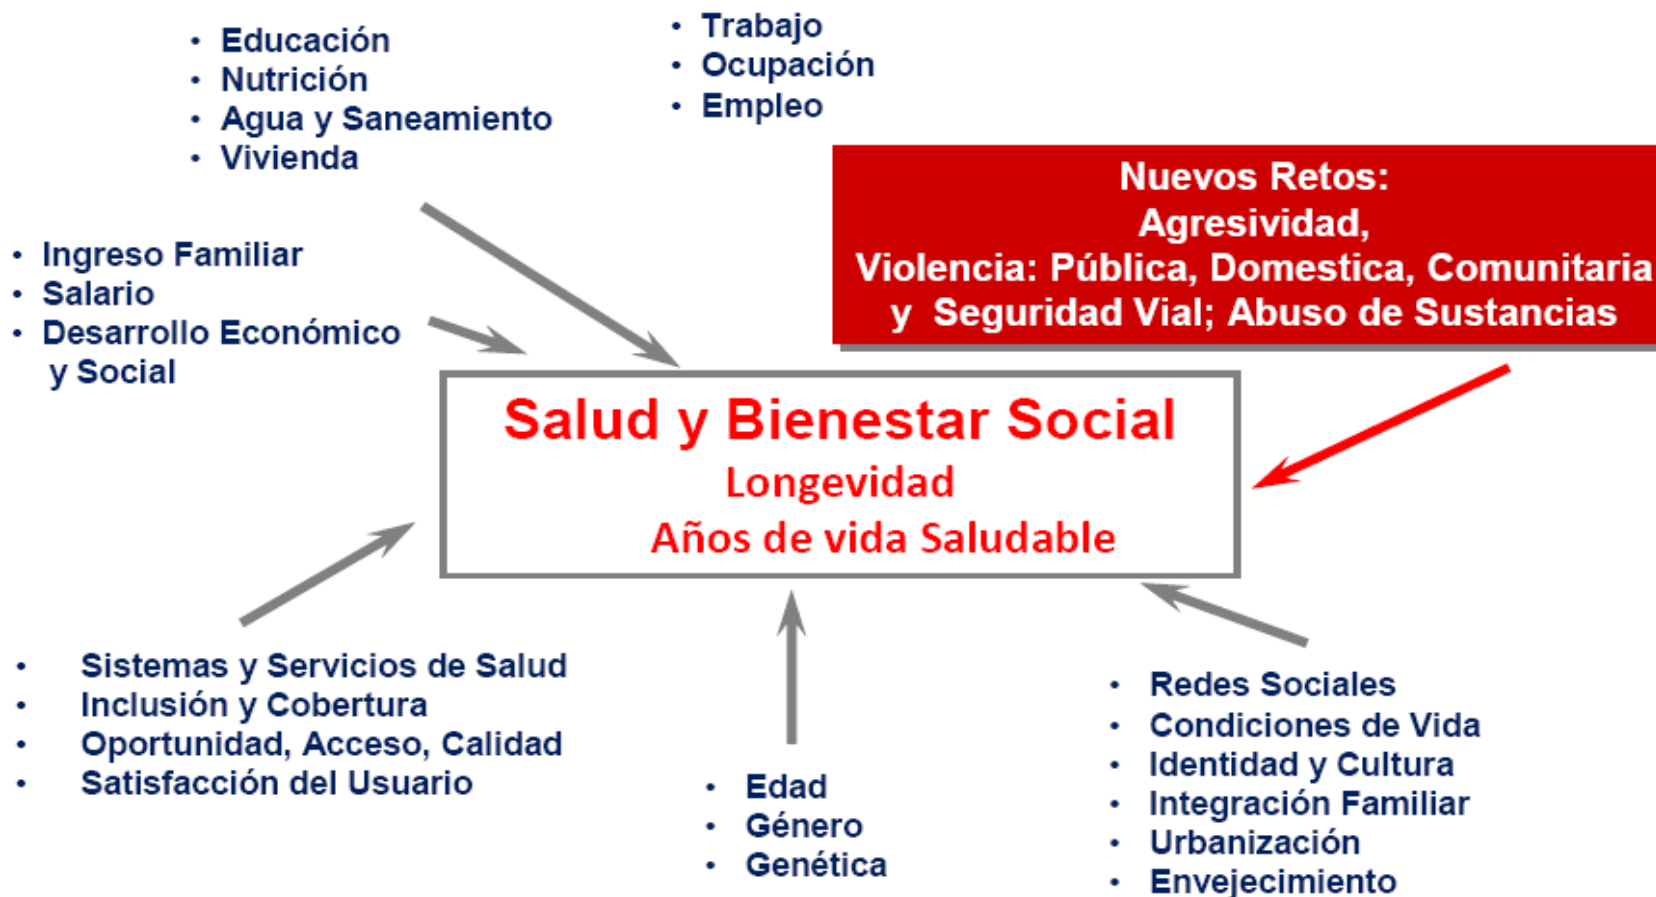 • Educación
• Nutrición
• Agua y Saneamiento
• Vivienda
• Trabajo
• Ocupación
• Empleo
Nuevos Retos:
Agresividad,
Violencia: Pública, Domestica, Comunitaria
y Seguridad Vial; Abuso de Sustancias
• Ingreso Familiar
• Salario
• Desarrollo Económico
y Social
Salud y Bienestar Social
Longevidad
Años de vida Saludable
• Sistemas y Servicios de Salud
• Inclusión y Cobertura
• Oportunidad, Acceso, Calidad
• Satisfacción del Usuario
• Edad
• Género
• Genética
• Redes Sociales
• Condiciones de Vida
• Identidad y Cultura
• Integración Familiar
• Urbanización
• Envejecimiento